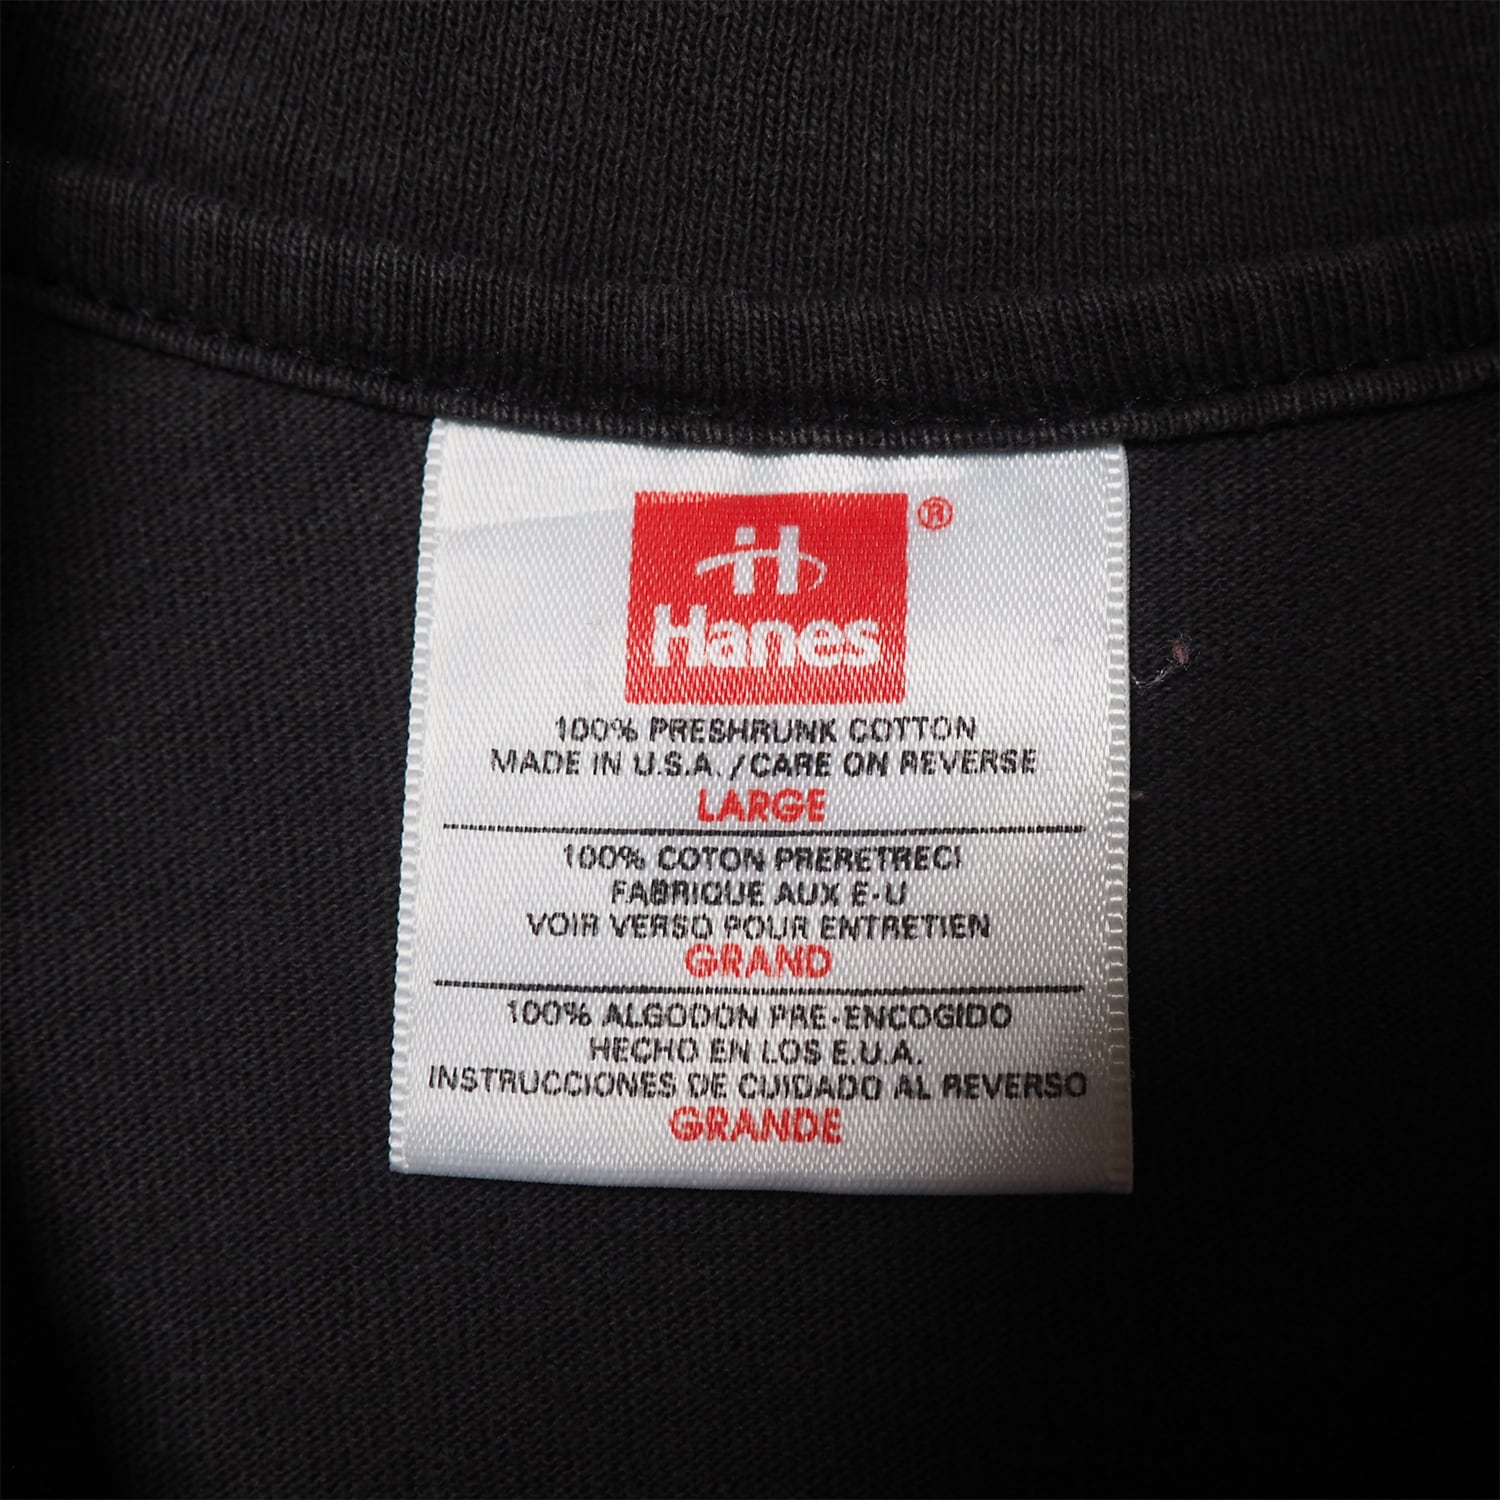 H ®
Hanes
100% PRESHRUNK COTTON
MADE IN U.S.A. / CARE ON REVERSE
LARGE
100% COTON PRERETRECI
FABRIQUE AUX E-U
VOIR VERSO POUR ENTRETIEN
GRAND
100% ALGODON PRE-ENCOGIDO
HECHO EN LOS E.U.A.
INSTRUCCIONES DE CUIDADO AL REVERSO
GRANDE